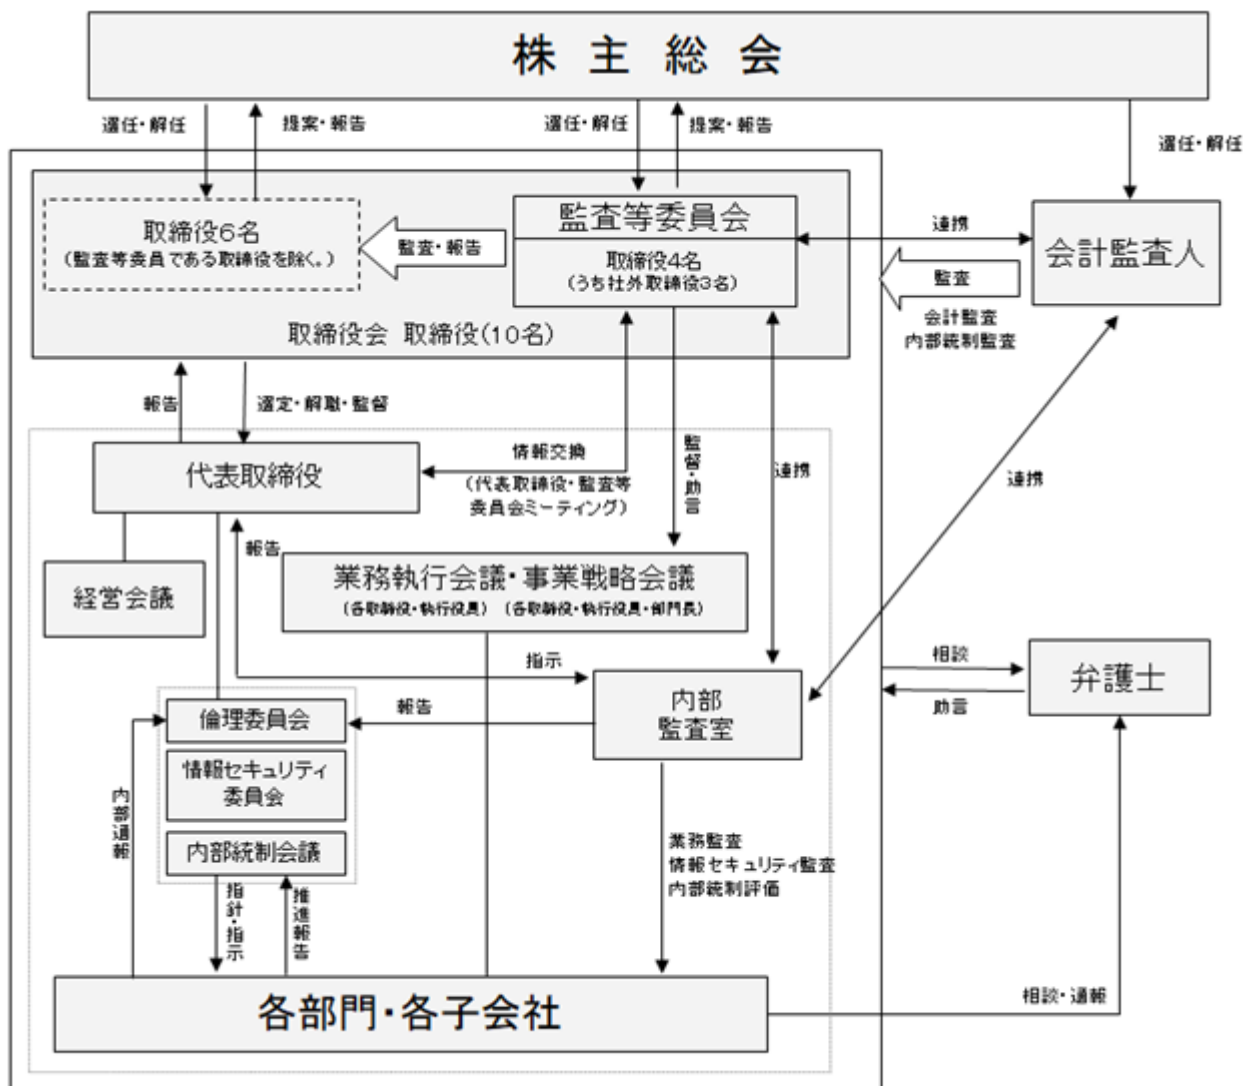 株主総会
選任・解任
提案・報告
選任・解任
提案・報告
選任・解任
取締役6名
(監査等委員である取締役を除く。)
監査・報告
監査等委員会
取締役4名
(うち社外取締役3名)
取締役会 取締役(10名)
連携
会計監査人
監査
会計監査
内部統制監査
報告
選定・解職・監督
代表取締役
情報交換
(代表取締役・監査等
委員会ミーティング)
監督・助言
連携
連携
経営会議
報告
業務執行会議・事業戦略会議
(各取締役・執行役員) (各取締役・執行役員・部門長)
指示
内部
監査室
相談
助言
弁護士
報告
倫理委員会
情報セキュリティ
委員会
内部統制会議
内部通報
指針・指示
推進報告
業務監査
情報セキュリティ監査
内部統制評価
各部門・各子会社
相談・通報